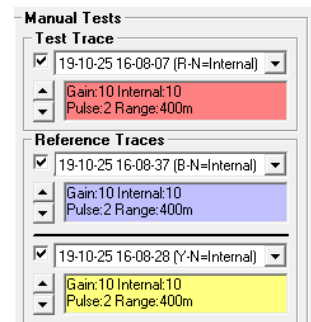 Manual Tests
Test Trace
19-10-25 16-08-07 (R-N=Internal)
Gain:10 Internal:10
Pulse:2 Range:400m
Reference Traces
19-10-25 16-08-37 (B-N=Internal)
Gain:10 Internal:10
Pulse:2 Range:400m
19-10-25 16-08-28 (Y-N=Internal)
Gain:10 Internal:10
Pulse:2 Range:400m